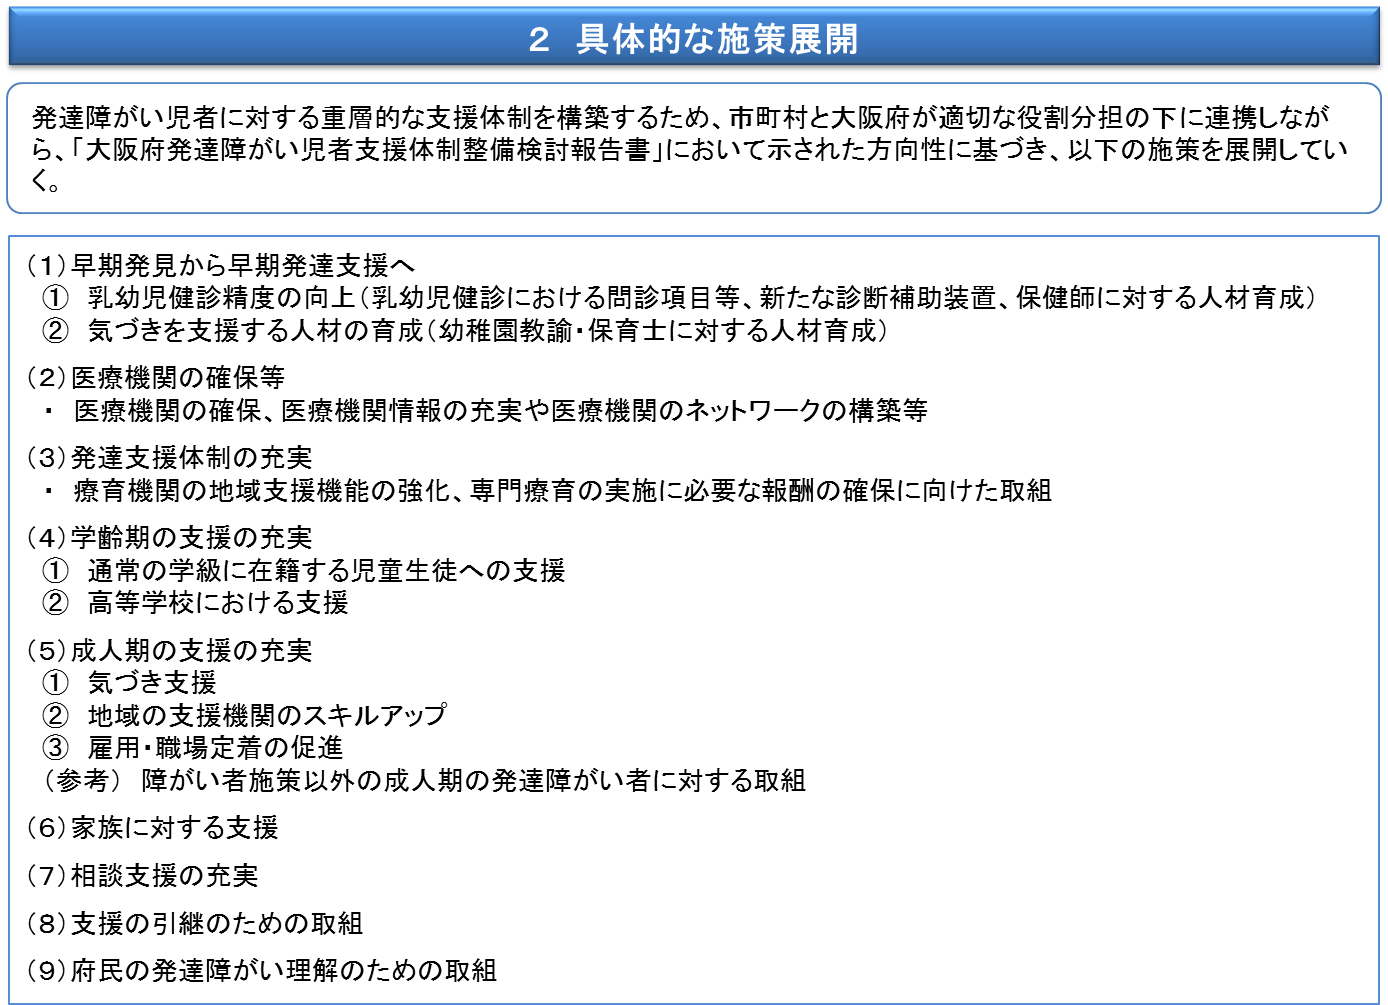 ２　具体的な施策展開
発達障がい児者に対する重層的な支援体制を構築するため、市町村と大阪府が適切な役割分担の下に連携しなが
ら、「大阪府発達障がい児者支援体制整備検討報告書」において示された方向性に基づき、以下の施策を展開してい
く。
（１）早期発見から早期発達支援へ
①　乳幼児健診精度の向上（乳幼児健診における問診項目等、新たな診断補助装置、保健師に対する人材育成）
②　気づきを支援する人材の育成（幼稚園教諭・保育士に対する人材育成）
（２）医療機関の確保等
・　医療機関の確保、医療機関情報の充実や医療機関のネットワークの構築等
（３）発達支援体制の充実
・　療育機関の地域支援機能の強化、専門療育の実施に必要な報酬の確保に向けた取組
（４）学齢期の支援の充実
①　通常の学級に在籍する児童生徒への支援
②　高等学校における支援
（５）成人期の支援の充実
①　気づき支援
②　地域の支援機関のスキルアップ
③　雇用・職場定着の促進
（参考）　障がい者施策以外の成人期の発達障がい者に対する取組
（６）家族に対する支援
（７）相談支援の充実
（８）支援の引継のための取組
（９）府民の発達障がい理解のための取組